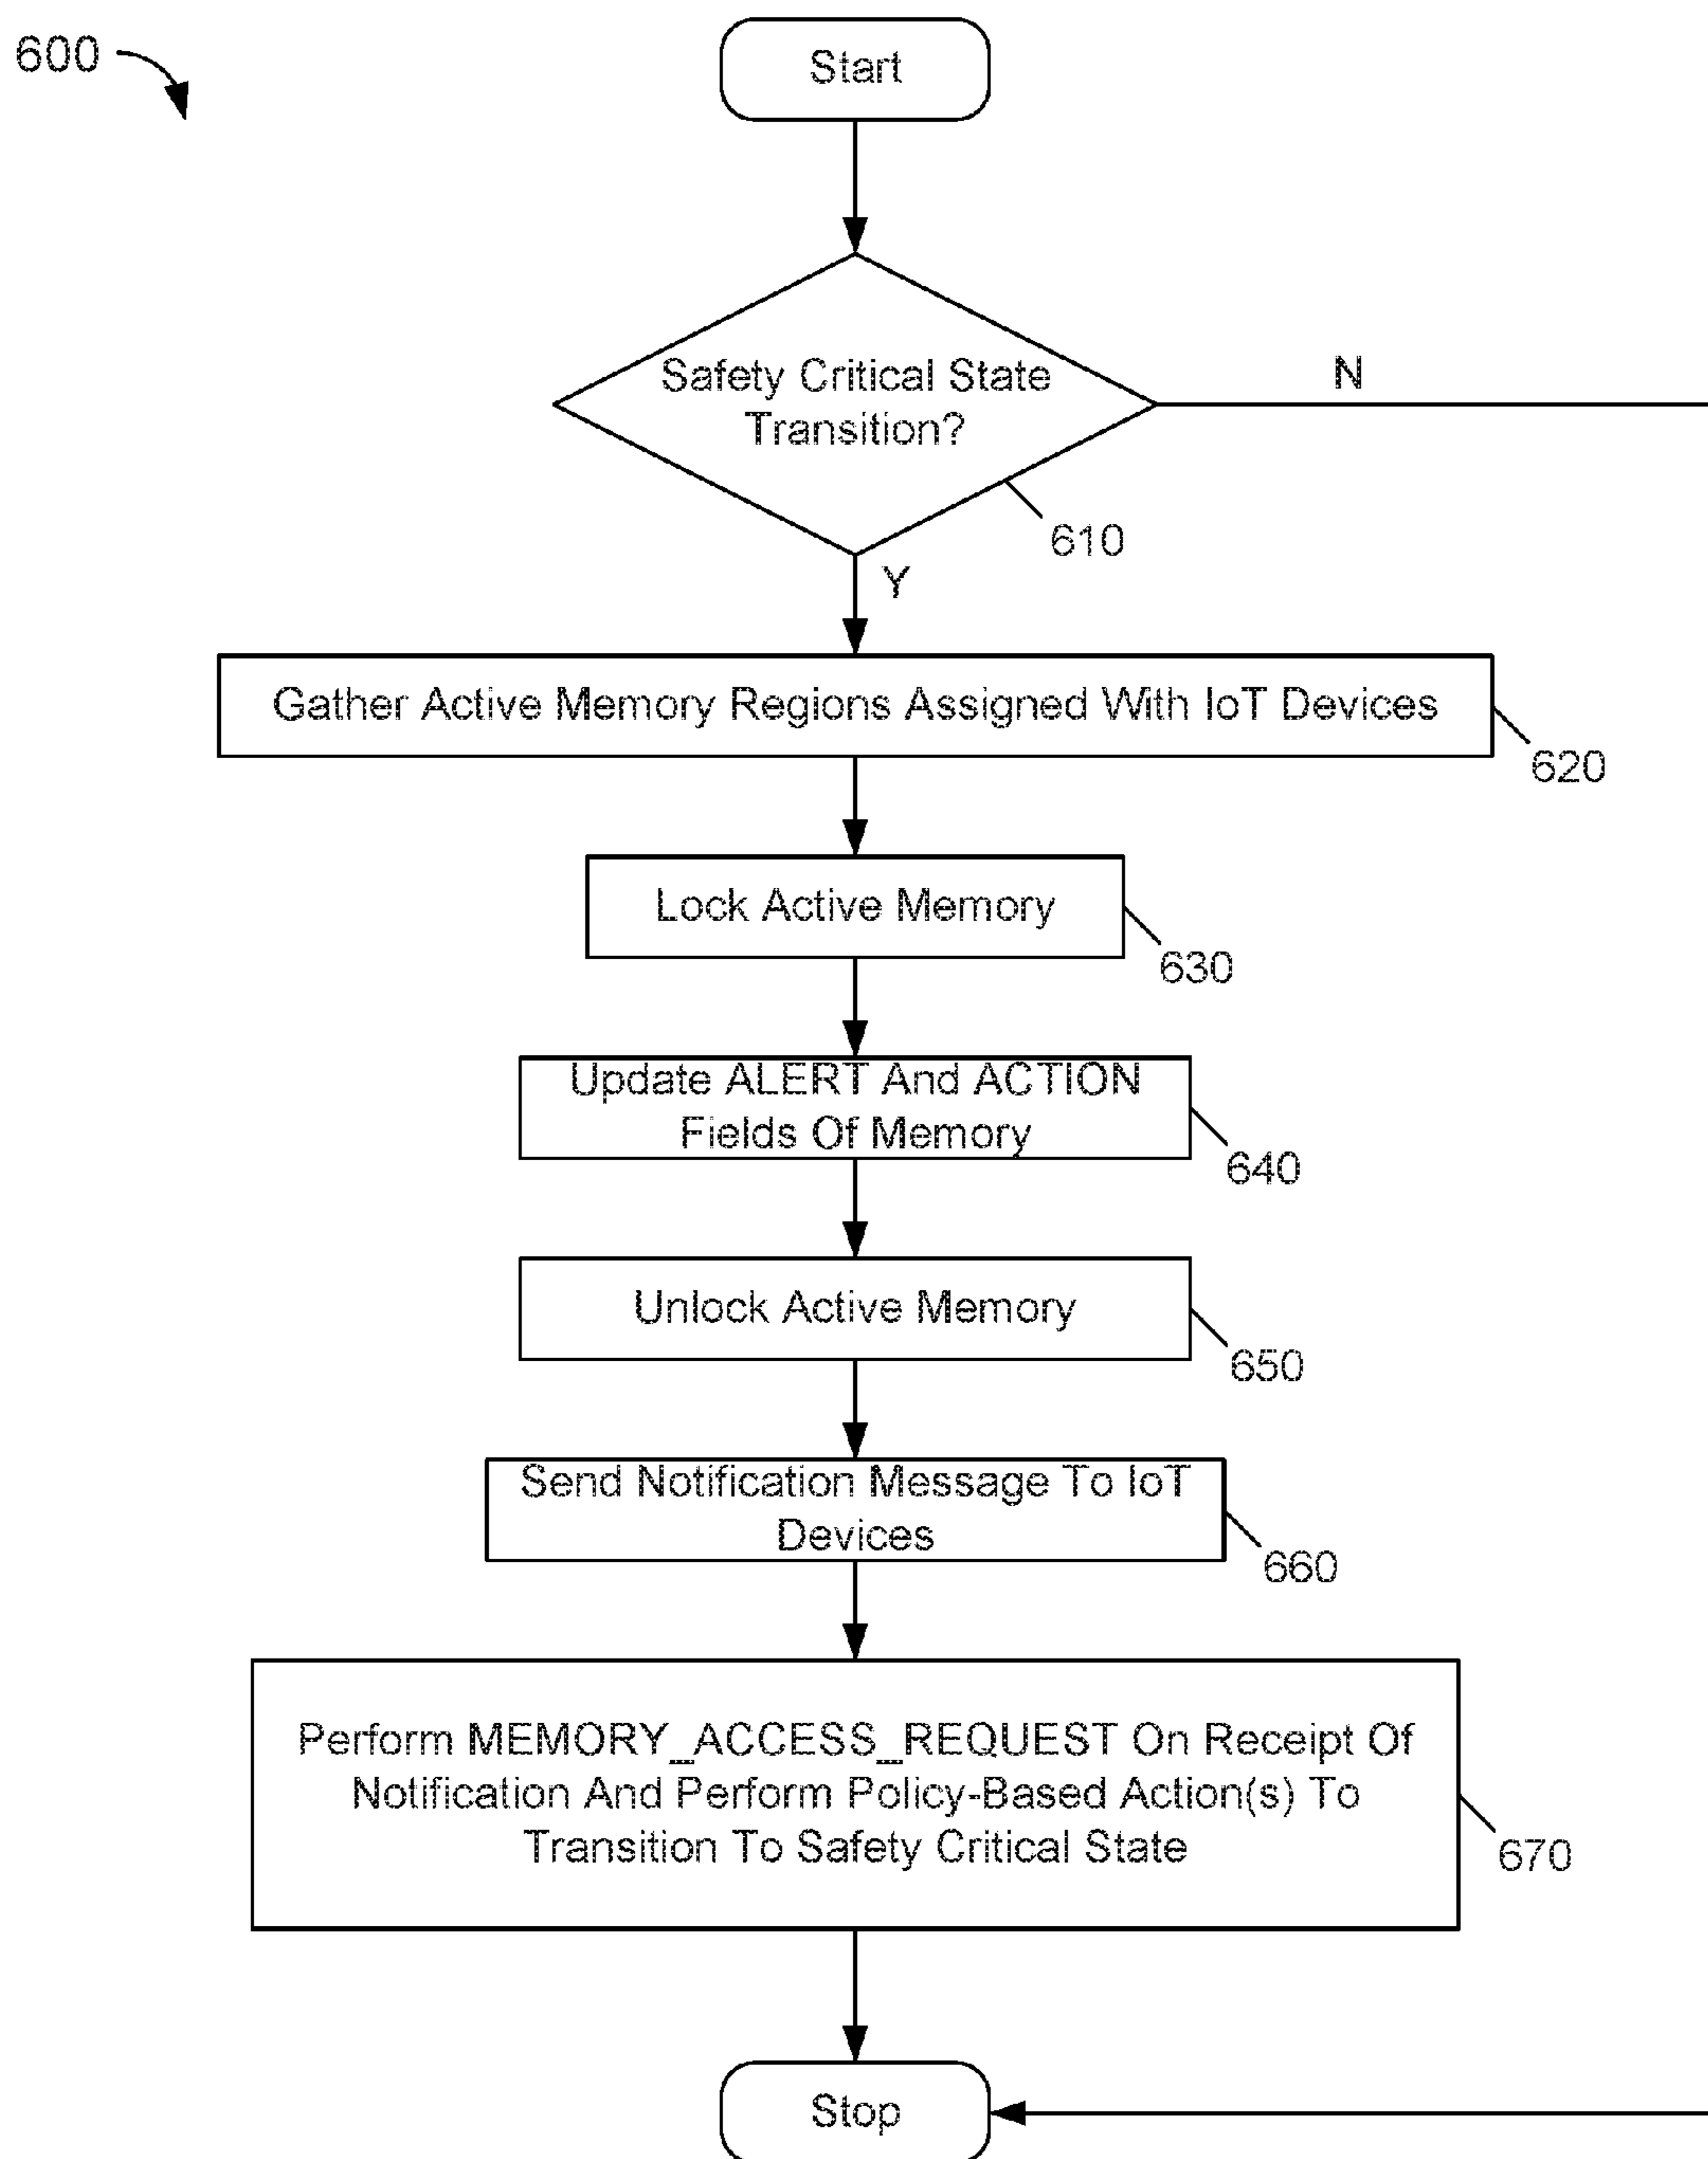 600
Start
Safety Critical State
Transition?
N
610
Y
Gather Active Memory Regions Assigned With IoT Devices
620
Lock Active Memory
630
Update ALERT And ACTION
Fields Of Memory
640
Unlock Active Memory
650
Send Notification Message To IoT
Devices
660
Perform MEMORY_ACCESS_REQUEST On Receipt Of
Notification And Perform Policy-Based Action(s) To
Transition To Safety Critical State
670
Stop